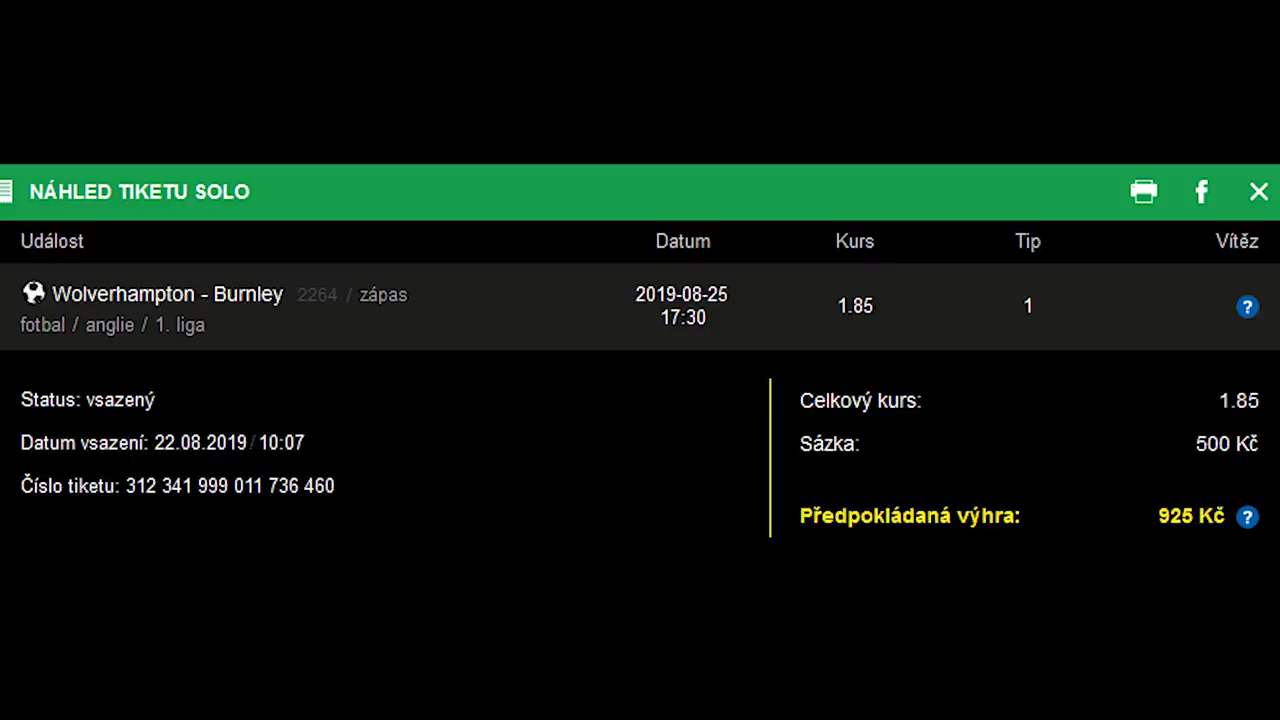 NÁHLED TIKETU SOLO
Událost Datum Kurs Tip Vítěz
Wolverhampton - Burnley 2264 / zápas 2019-08-25 1.85 1 ?
fotbal / anglie / 1. liga 17:30
Status: vsazený
Datum vsazení: 22.08.2019 / 10:07
Číslo tiketu: 312 341 999 011 736 460
Celkový kurs: 1.85
Sázka: 500 Kč
Předpokládaná výhra: 925 Kč ?